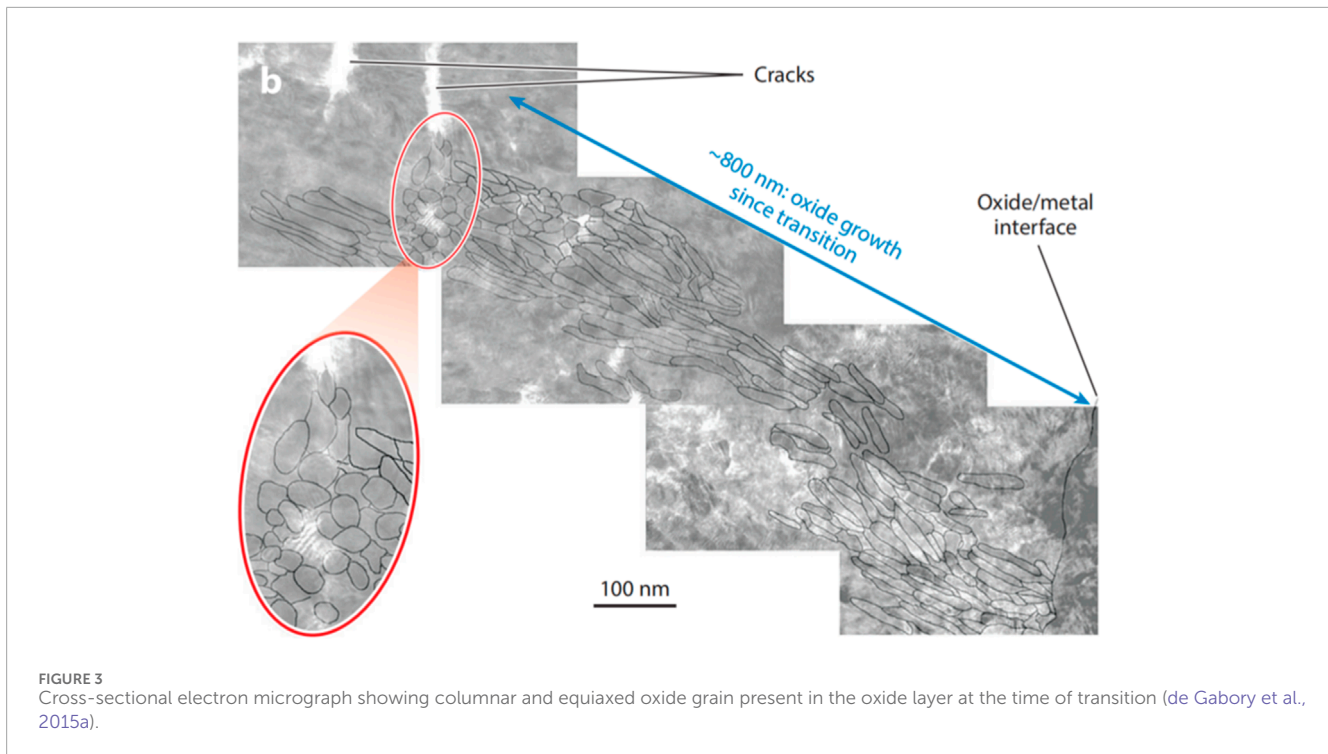 b
Cracks
~800 nm: oxide growth
since transition
Oxide/metal
interface
100 nm
FIGURE 3
Cross-sectional electron micrograph showing columnar and equiaxed oxide grain present in the oxide layer at the time of transition (de Gabory et al.,
2015a).